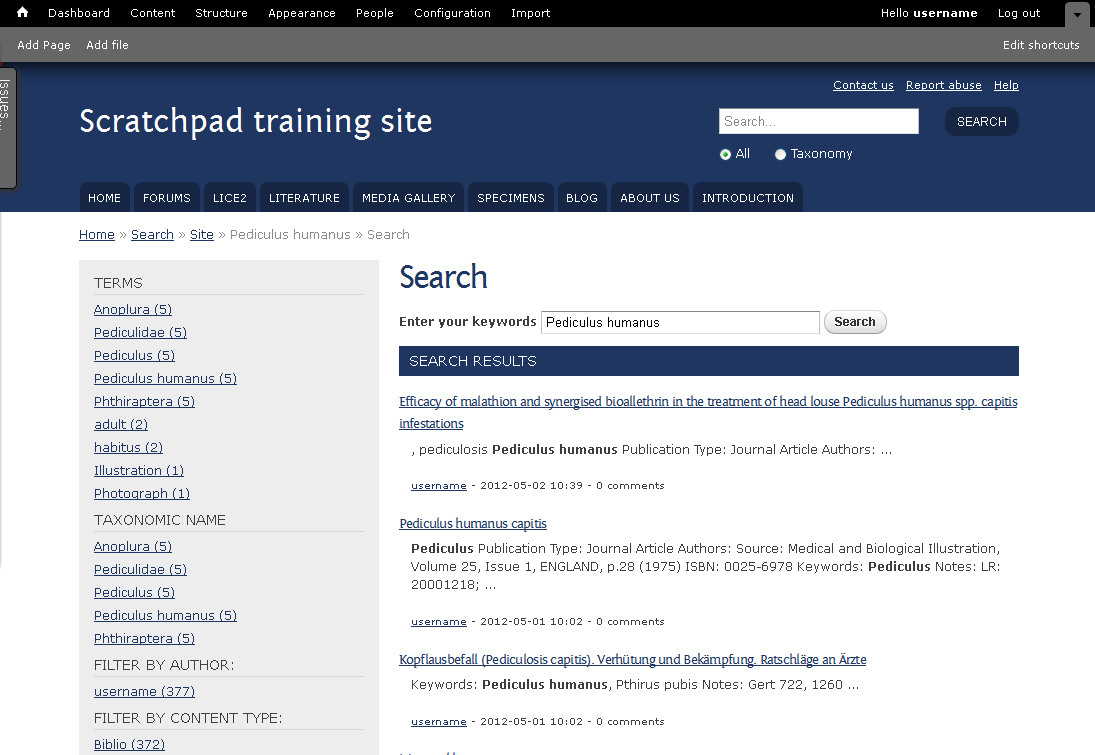 Dashboard Content Structure Appearance People Configuration Import Hello username Log out
Add Page Add file Edit shortcuts
Issues
Contact us Report abuse Help
Scratchpad training site
Search... SEARCH
All Taxonomy
HOME FORUMS LICE2 LITERATURE MEDIA GALLERY SPECIMENS BLOG ABOUT US INTRODUCTION
Home » Search » Site » Pediculus humanus » Search
TERMS
Anoplura (5)
Pediculidae (5)
Pediculus (5)
Pediculus humanus (5)
Phthiraptera (5)
adult (2)
habitus (2)
Illustration (1)
Photograph (1)
TAXONOMIC NAME
Anoplura (5)
Pediculidae (5)
Pediculus (5)
Pediculus humanus (5)
Phthiraptera (5)
FILTER BY AUTHOR:
username (377)
FILTER BY CONTENT TYPE:
Biblio (372)
Search
Enter your keywords Pediculus humanus Search
SEARCH RESULTS
Efficacy of malathion and synergised bioallethrin in the treatment of head louse Pediculus humanus spp. capitis
infestations
, pediculosis Pediculus humanus Publication Type: Journal Article Authors: ...
username - 2012-05-02 10:39 - 0 comments
Pediculus humanus capitis
Pediculus Publication Type: Journal Article Authors: Source: Medical and Biological Illustration,
Volume 25, Issue 1, ENGLAND, p.28 (1975) ISBN: 0025-6978 Keywords: Pediculus Notes: LR:
20001218; ...
username - 2012-05-01 10:02 - 0 comments
Kopflausbefall (Pediculosis capitis). Verhütung und Bekämpfung. Ratschläge an Ärzte
Keywords: Pediculus humanus, Pthirus pubis Notes: Gert 722, 1260 ...
username - 2012-05-01 10:02 - 0 comments